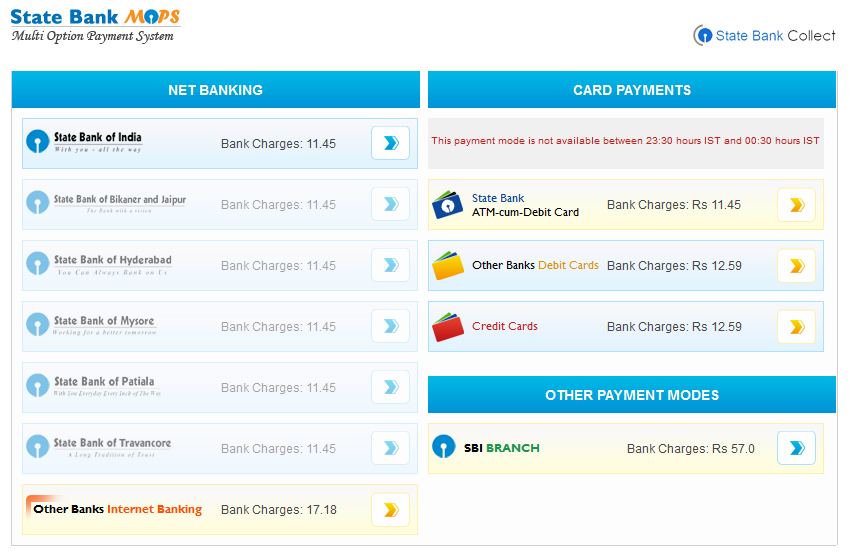 State Bank MOPS
Multi Option Payment System
State Bank Collect
NET BANKING
State Bank of India
With you - all the way
Bank Charges: 11.45
State Bank of Bikaner and Jaipur
The Bank with a vision
Bank Charges: 11.45
State Bank of Hyderabad
You Can Always Bank on Us
Bank Charges: 11.45
State Bank of Mysore
Working for a better tomorrow
Bank Charges: 11.45
State Bank of Patiala
With You Everyday Every Inch of The Way
Bank Charges: 11.45
State Bank of Travancore
A Long Tradition of Trust
Bank Charges: 11.45
Other Banks Internet Banking
Bank Charges: 17.18
CARD PAYMENTS
This payment mode is not available between 23:30 hours IST and 00:30 hours IST
State Bank
ATM-cum-Debit Card
Bank Charges: Rs 11.45
Other Banks Debit Cards
Bank Charges: Rs 12.59
Credit Cards
Bank Charges: Rs 12.59
OTHER PAYMENT MODES
SBI BRANCH
Bank Charges: Rs 57.0